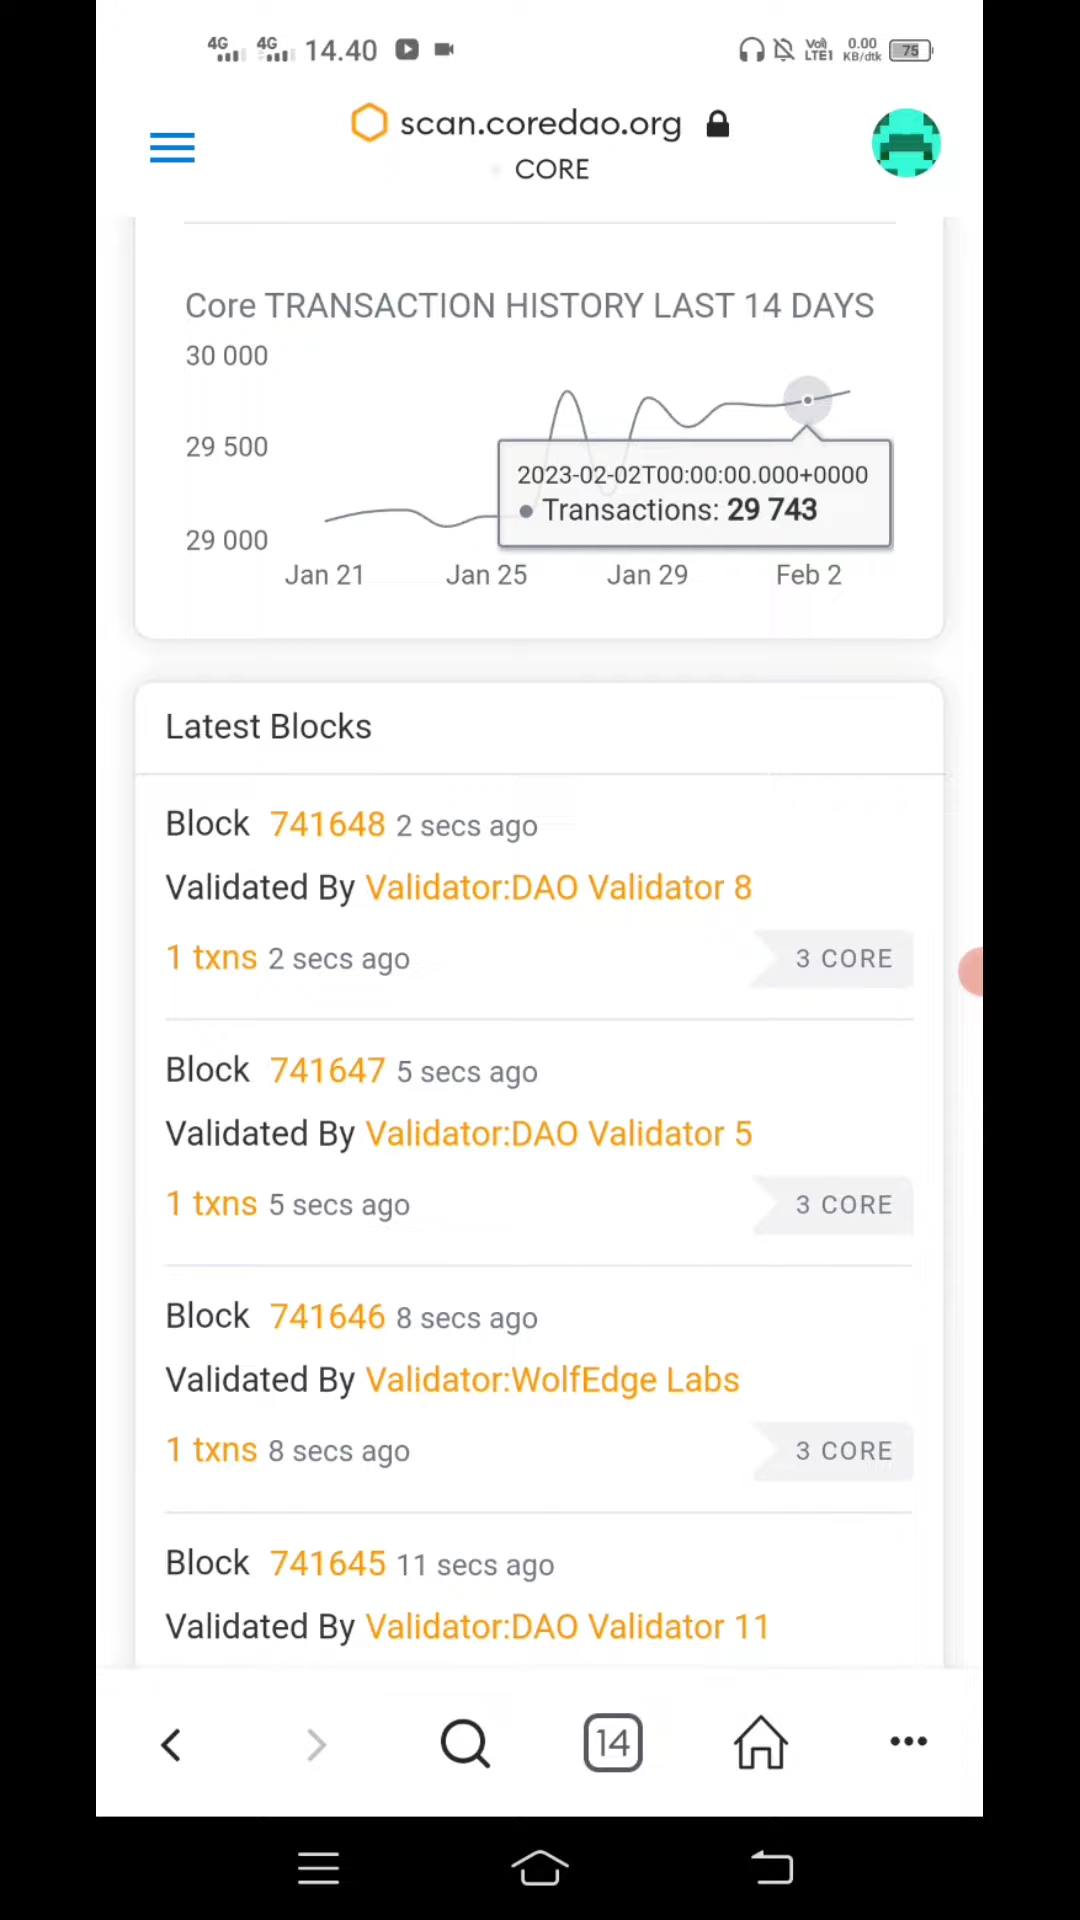 4G 4G 14.40 Vo) LTE1 0.00 KB/dtk 75
scan.coredao.org
CORE
Core TRANSACTION HISTORY LAST 14 DAYS
30 000
29 500
2023-02-02T00:00:00.000+0000
Transactions: 29 743
29 000
Jan 21 Jan 25 Jan 29 Feb 2
Latest Blocks
Block 741648 2 secs ago
Validated By Validator:DAO Validator 8
1 txns 2 secs ago 3 CORE
Block 741647 5 secs ago
Validated By Validator:DAO Validator 5
1 txns 5 secs ago 3 CORE
Block 741646 8 secs ago
Validated By Validator:WolfEdge Labs
1 txns 8 secs ago 3 CORE
Block 741645 11 secs ago
Validated By Validator:DAO Validator 11
14